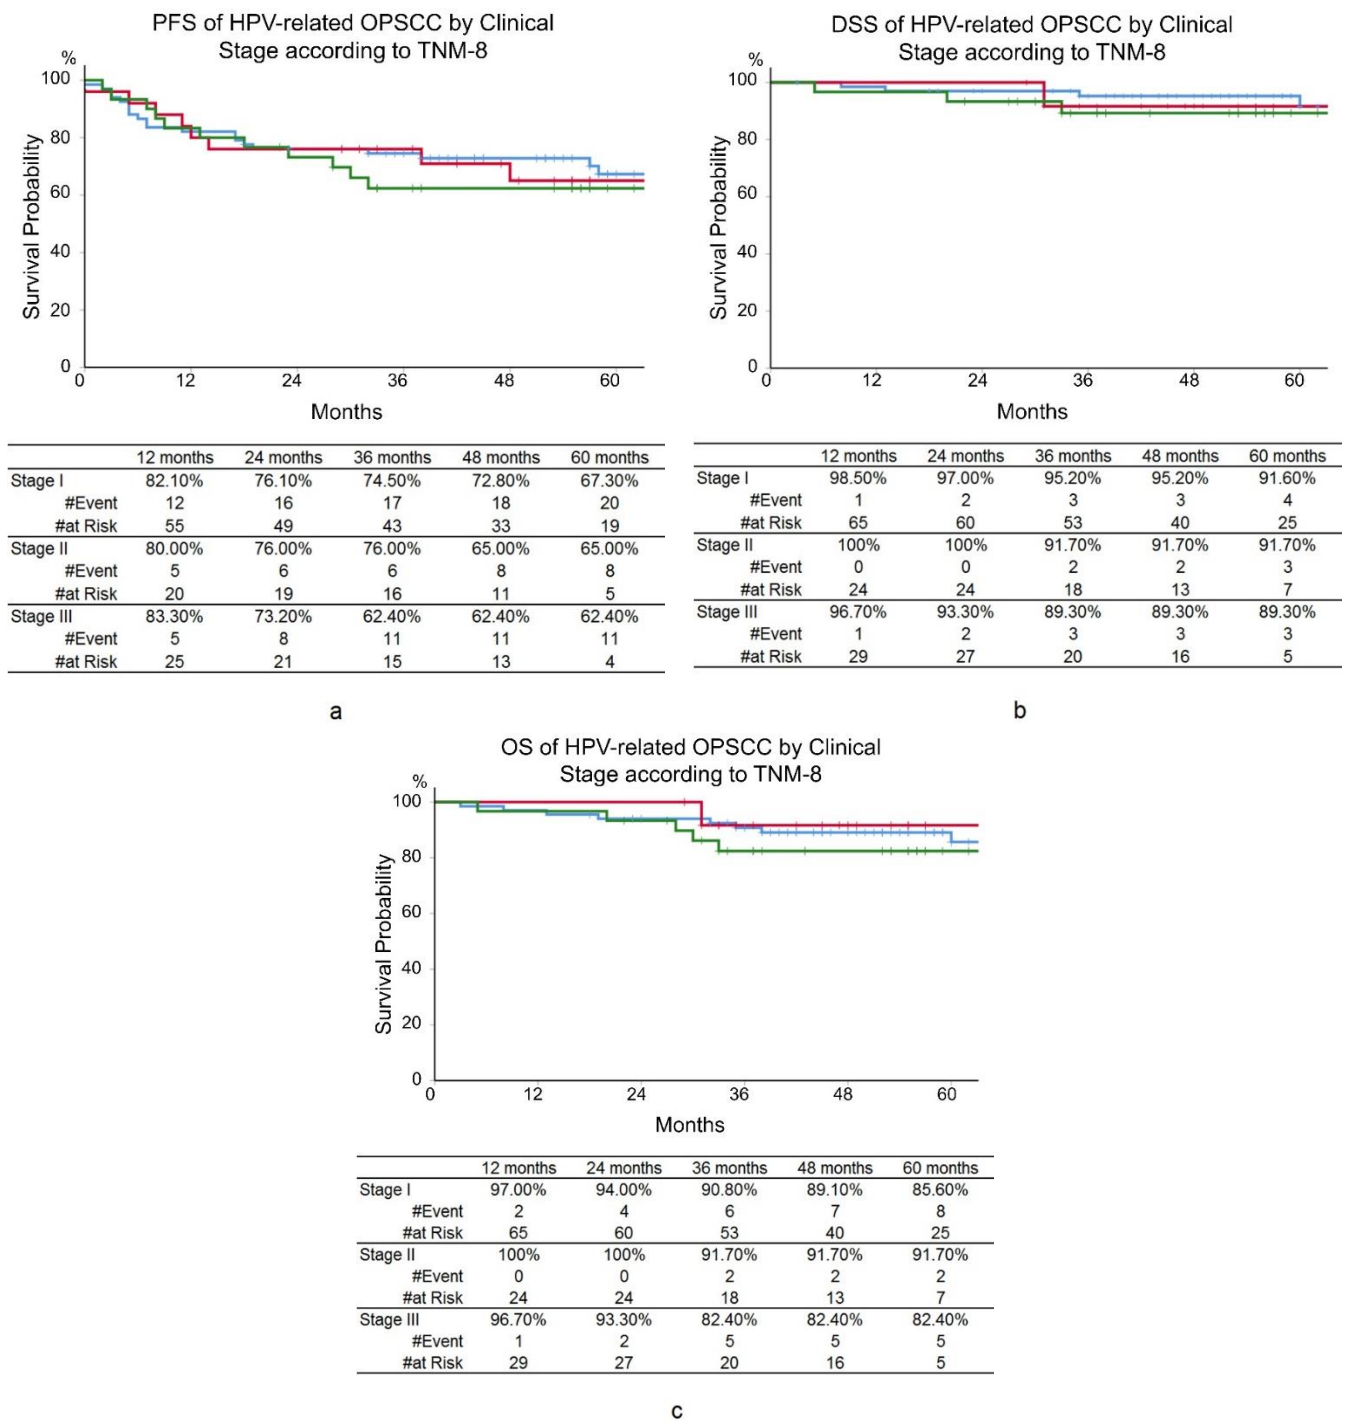 PFS of HPV-related OPSCC by Clinical
Stage according to TNM-8
%
100
80
60
40
20
0
Survival Probability
0 12 24 36 48 60
Months
12 months 24 months 36 months 48 months 60 months
Stage I 82.10% 76.10% 74.50% 72.80% 67.30%
#Event 12 16 17 18 20
#at Risk 55 49 43 33 19
Stage II 80.00% 76.00% 76.00% 65.00% 65.00%
#Event 5 6 6 8 8
#at Risk 20 19 16 11 5
Stage III 83.30% 73.20% 62.40% 62.40% 62.40%
#Event 5 8 11 11 11
#at Risk 25 21 15 13 4
a
DSS of HPV-related OPSCC by Clinical
Stage according to TNM-8
%
100
80
60
40
20
0
Survival Probability
0 12 24 36 48 60
Months
12 months 24 months 36 months 48 months 60 months
Stage I 98.50% 97.00% 95.20% 95.20% 91.60%
#Event 1 2 3 3 4
#at Risk 65 60 53 40 25
Stage II 100% 100% 91.70% 91.70% 91.70%
#Event 0 0 2 2 3
#at Risk 24 24 18 13 7
Stage III 96.70% 93.30% 89.30% 89.30% 89.30%
#Event 1 2 3 3 3
#at Risk 29 27 20 16 5
b
OS of HPV-related OPSCC by Clinical
Stage according to TNM-8
%
100
80
60
40
20
0
Survival Probability
0 12 24 36 48 60
Months
12 months 24 months 36 months 48 months 60 months
Stage I 97.00% 94.00% 90.80% 89.10% 85.60%
#Event 2 4 6 7 8
#at Risk 65 60 53 40 25
Stage II 100% 100% 91.70% 91.70% 91.70%
#Event 0 0 2 2 2
#at Risk 24 24 18 13 7
Stage III 96.70% 93.30% 82.40% 82.40% 82.40%
#Event 1 2 5 5 5
#at Risk 29 27 20 16 5
c